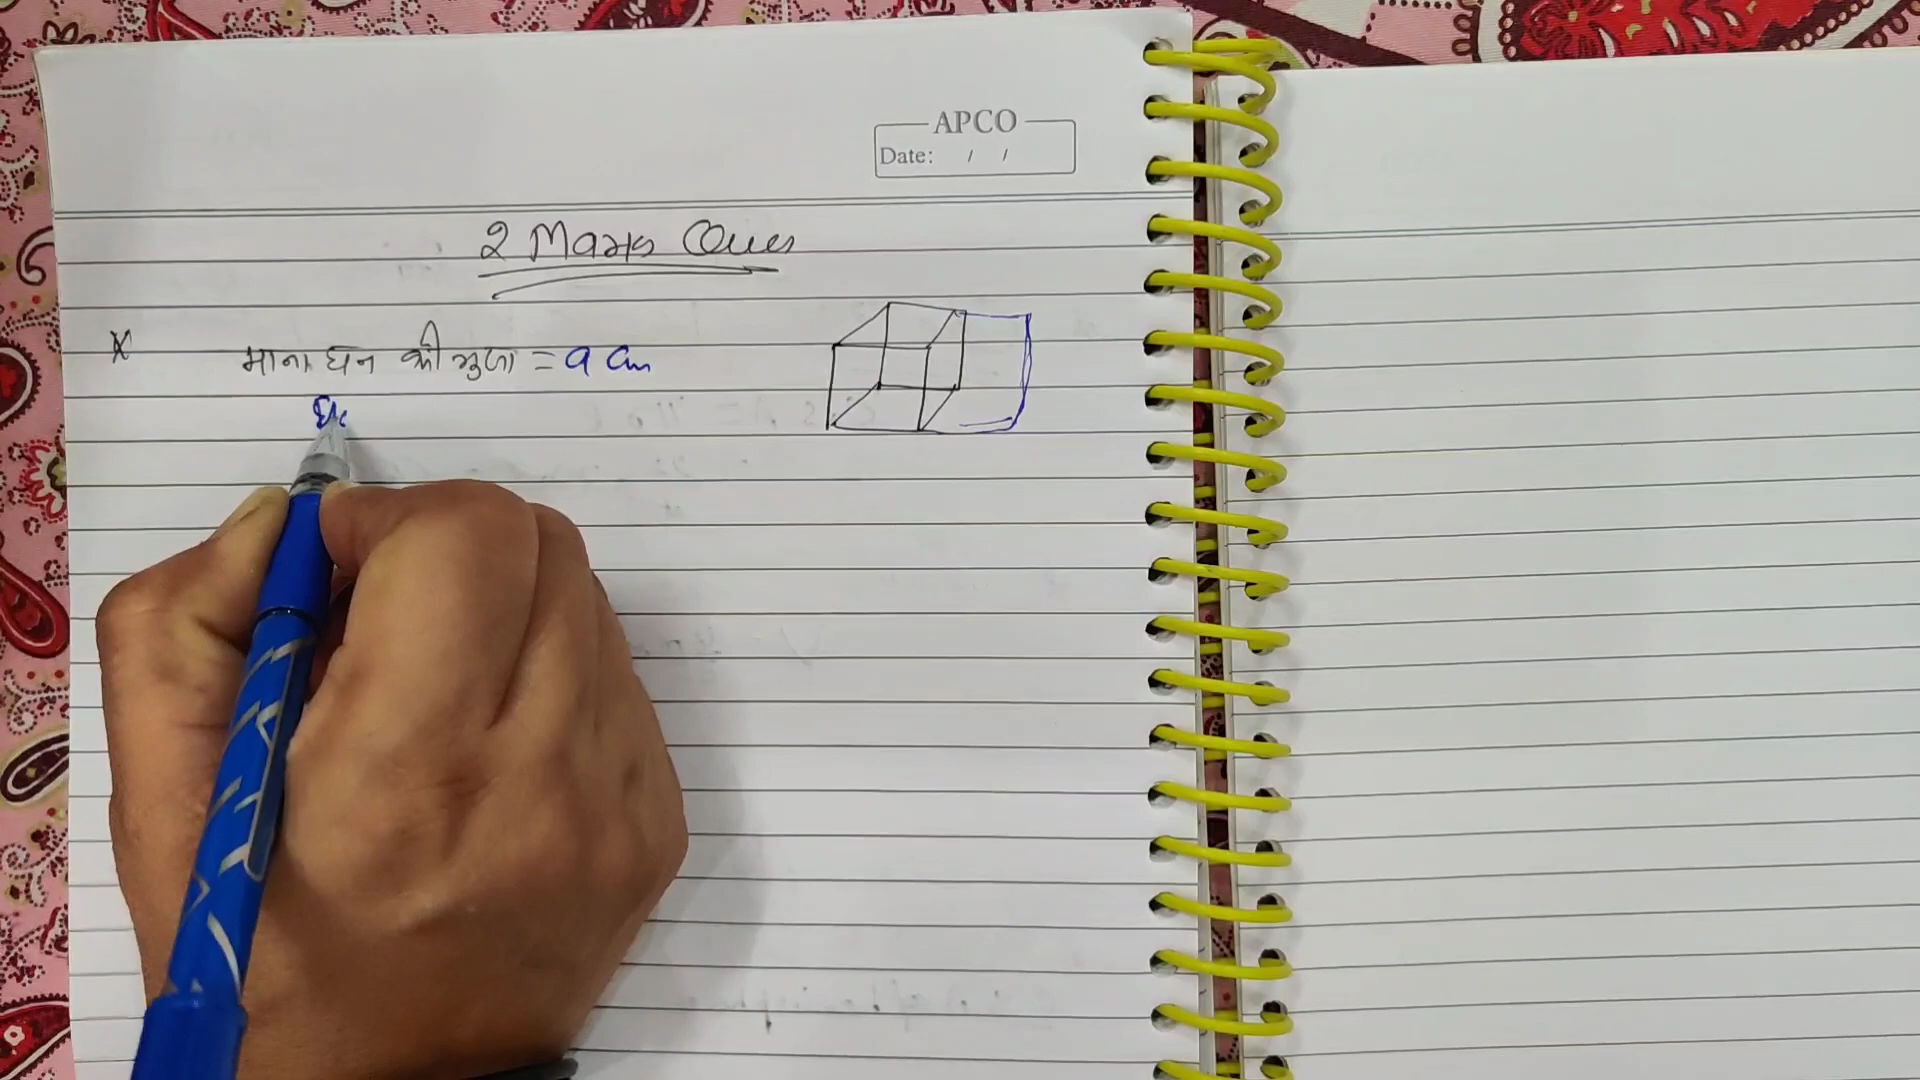 APCO
Date: / /
2 Marks Ques
माना घन की भुजा = a cm